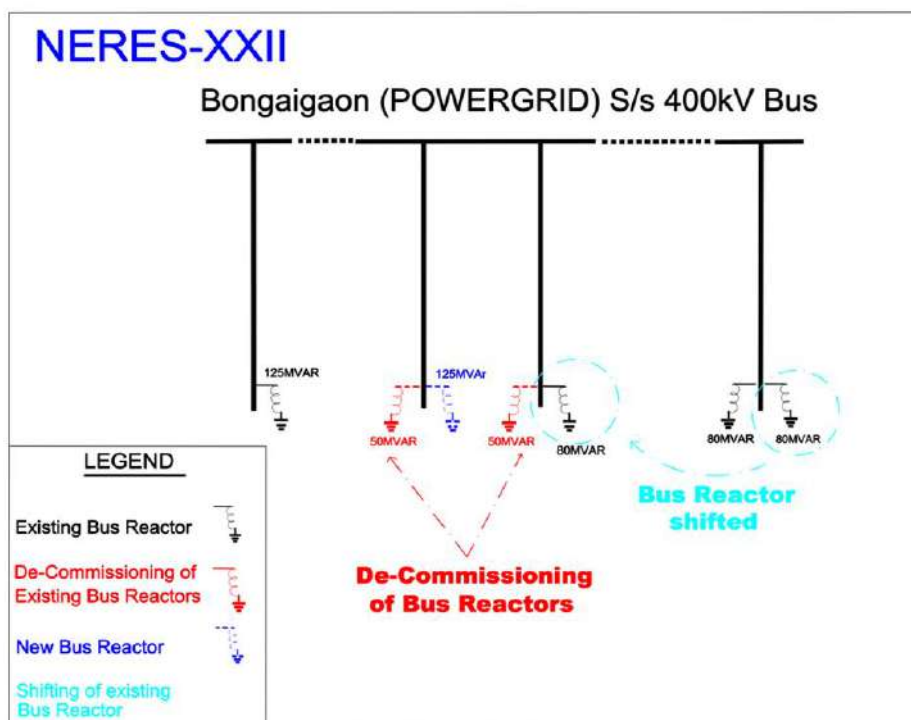 NERES-XXII
Bongaigaon (POWERGRID) S/s 400kV Bus
125MVAR
125MVAr
50MVAR
50MVAR
80MVAR
80MVAR
80MVAR
Bus Reactor
shifted
De-Commissioning
of Bus Reactors
LEGEND
Existing Bus Reactor
De-Commissioning of
Existing Bus Reactors
New Bus Reactor
Shifting of existing
Bus Reactor